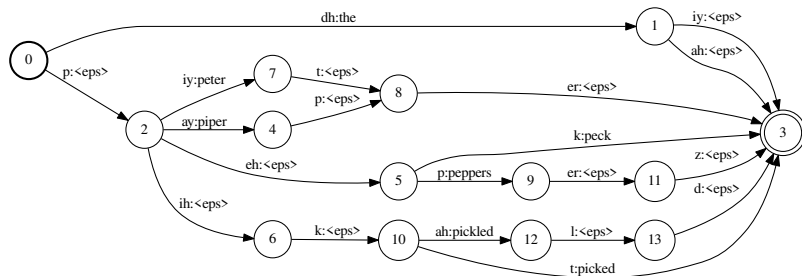 dh:the
iy:<eps>
1
ah:<eps>
0
p:<eps>
iy:peter
7
t:<eps>
8
er:<eps>
2
ay:piper
4
p:<eps>
k:peck
3
eh:<eps>
5
p:peppers
9
er:<eps>
11
z:<eps>
ih:<eps>
6
k:<eps>
10
ah:pickled
12
l:<eps>
13
d:<eps>
t:picked